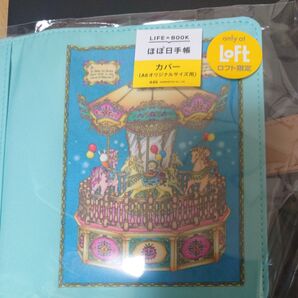 LIFE BOOK
ほぼ日手帳
カバー
(A6オリジナルサイズ用)
only at
Loft
ロフト限定